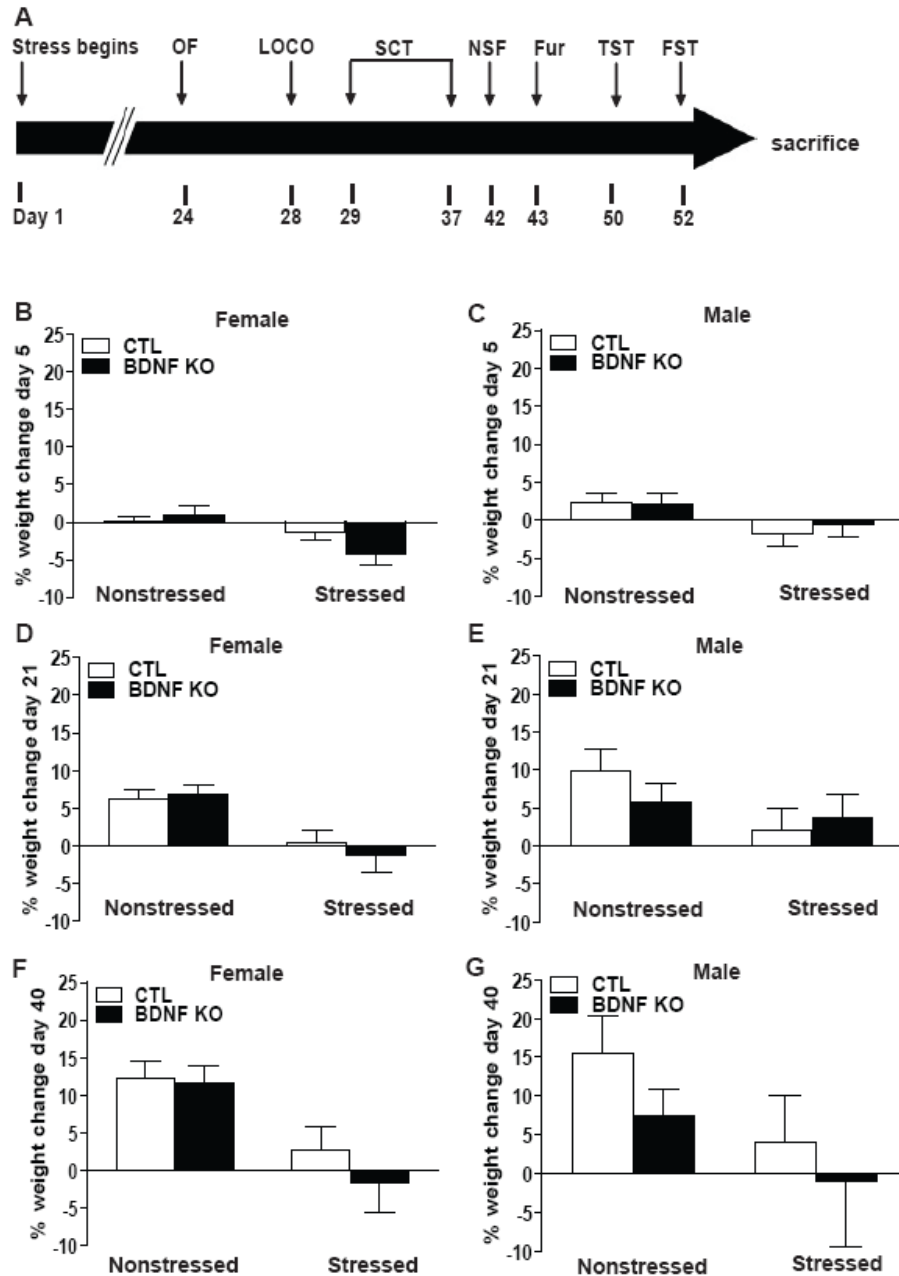 A
Stress begins OF LOCO SCT NSF Fur TST FST
sacrifice
Day 1 24 28 29 37 42 43 50 52
B
Female
CTL
BDNF KO
% weight change day 5
25
20
15
10
5
0
-5
-10
Nonstressed Stressed
C
Male
CTL
BDNF KO
% weight change day 5
25
20
15
10
5
0
-5
-10
Nonstressed Stressed
D
Female
CTL
BDNF KO
% weight change day 21
25
20
15
10
5
0
-5
-10
Nonstressed Stressed
E
Male
CTL
BDNF KO
% weight change day 21
25
20
15
10
5
0
-5
-10
Nonstressed Stressed
F
Female
CTL
BDNF KO
% weight change day 40
25
20
15
10
5
0
-5
-10
Nonstressed Stressed
G
Male
CTL
BDNF KO
% weight change day 40
25
20
15
10
5
0
-5
-10
Nonstressed Stressed